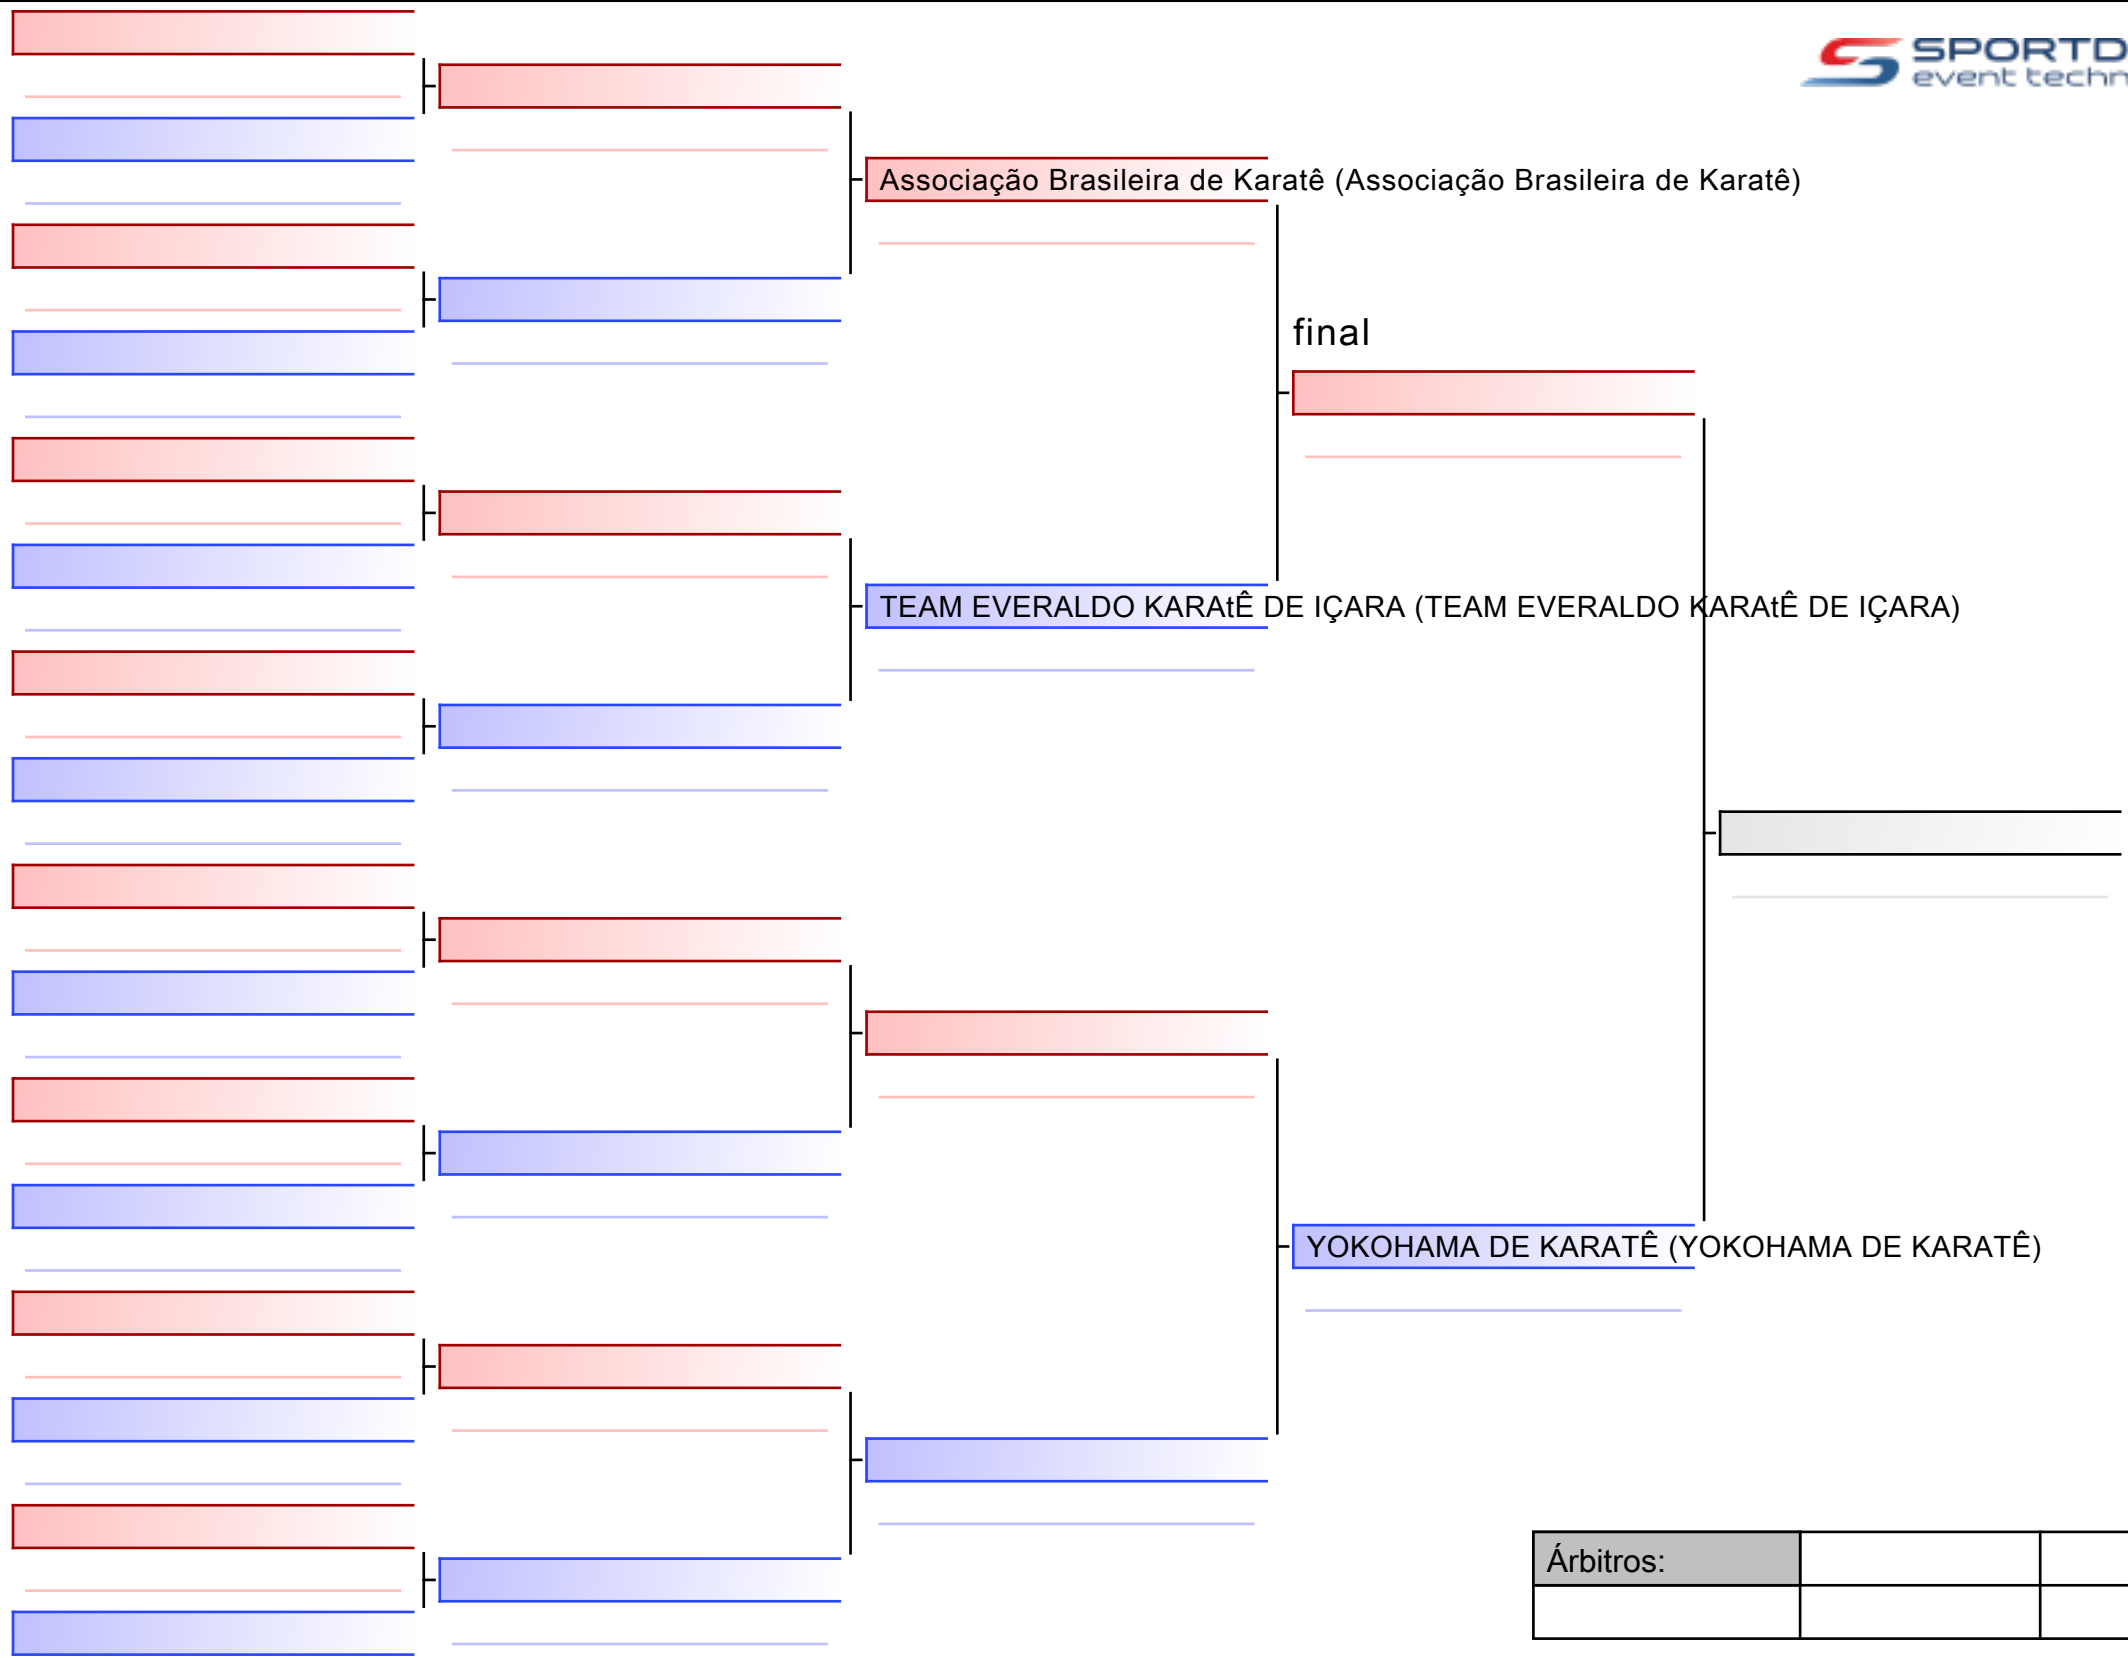 SPORTD
event techn
Associação Brasileira de Karatê (Associação Brasileira de Karatê)
final
TEAM EVERALDO KARAtÊ DE IÇARA (TEAM EVERALDO KARAtÊ DE IÇARA)
YOKOHAMA DE KARATÊ (YOKOHAMA DE KARATÊ)
Árbitros: